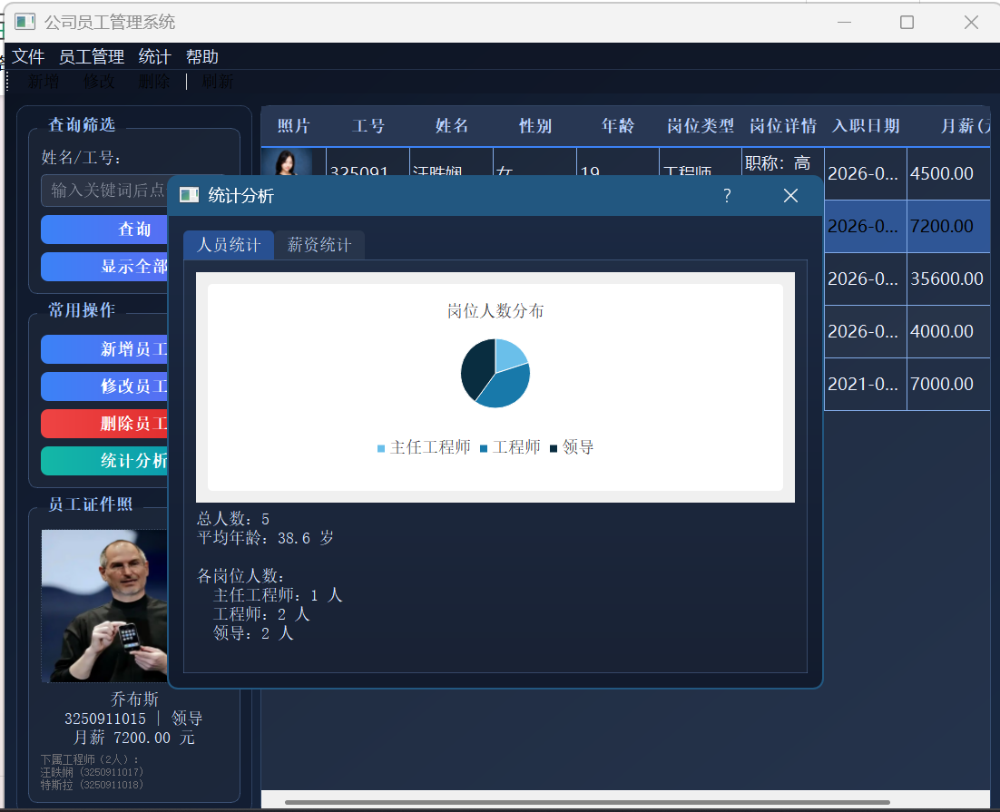 公司员工管理系统
文件 员工管理 统计 帮助
新增 修改 删除 刷新
查询筛选
姓名/工号:
输入关键词后点
查询
显示全部
常用操作
新增员工
修改员工
删除员工
统计分析
员工证件照
乔布斯
3250911015 | 领导
月薪 7200.00 元
下属工程师（2人）:
汪昳娴（3250911017）
特斯拉（3250911018）
照片 工号 姓名 性别 年龄 岗位类型 岗位详情 入职日期 月薪(元
325091 汪昳娴 女 19 工程师 职称: 高 2026-0... 4500.00
2026-0... 7200.00
2026-0... 35600.00
2026-0... 4000.00
2021-0... 7000.00
统计分析 ?
人员统计 薪资统计
岗位人数分布
主任工程师 工程师 领导
总人数: 5
平均年龄: 38.6 岁
各岗位人数:
主任工程师: 1 人
工程师: 2 人
领导: 2 人